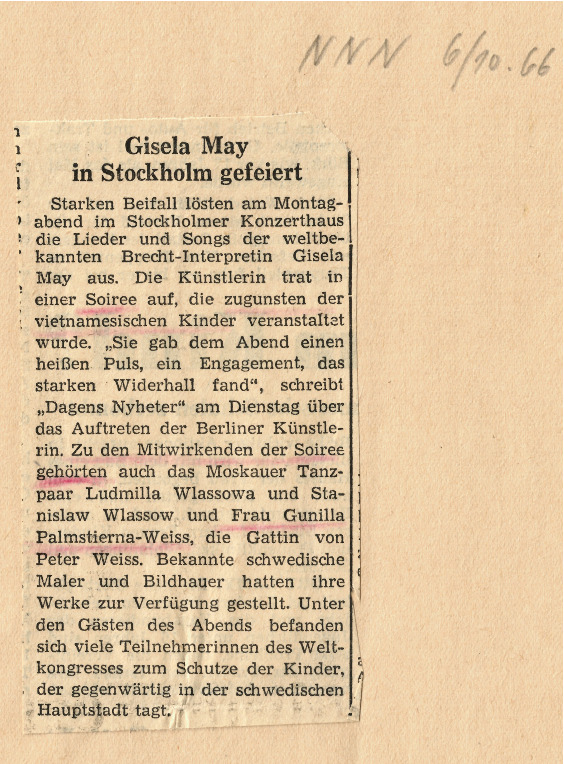 NNN 6/10.66
Gisela May
in Stockholm gefeiert
Starken Beifall lösten am Montag-
abend im Stockholmer Konzerthaus
die Lieder und Songs der weltbe-
kannten Brecht-Interpretin Gisela
May aus. Die Künstlerin trat in
einer Soiree auf, die zugunsten der
vietnamesischen Kinder veranstaltet
wurde. „Sie gab dem Abend einen
heißen Puls, ein Engagement, das
starken Widerhall fand“, schreibt
„Dagens Nyheter“ am Dienstag über
das Auftreten der Berliner Künstle-
rin. Zu den Mitwirkenden der Soiree
gehörten auch das Moskauer Tanz-
paar Ludmilla Wlassowa und Sta-
nislaw Wlassow und Frau Gunilla
Palmstierna-Weiss, die Gattin von
Peter Weiss. Bekannte schwedische
Maler und Bildhauer hatten ihre
Werke zur Verfügung gestellt. Unter
den Gästen des Abends befanden
sich viele Teilnehmerinnen des Welt-
kongresses zum Schutze der Kinder,
der gegenwärtig in der schwedischen
Hauptstadt tagt.